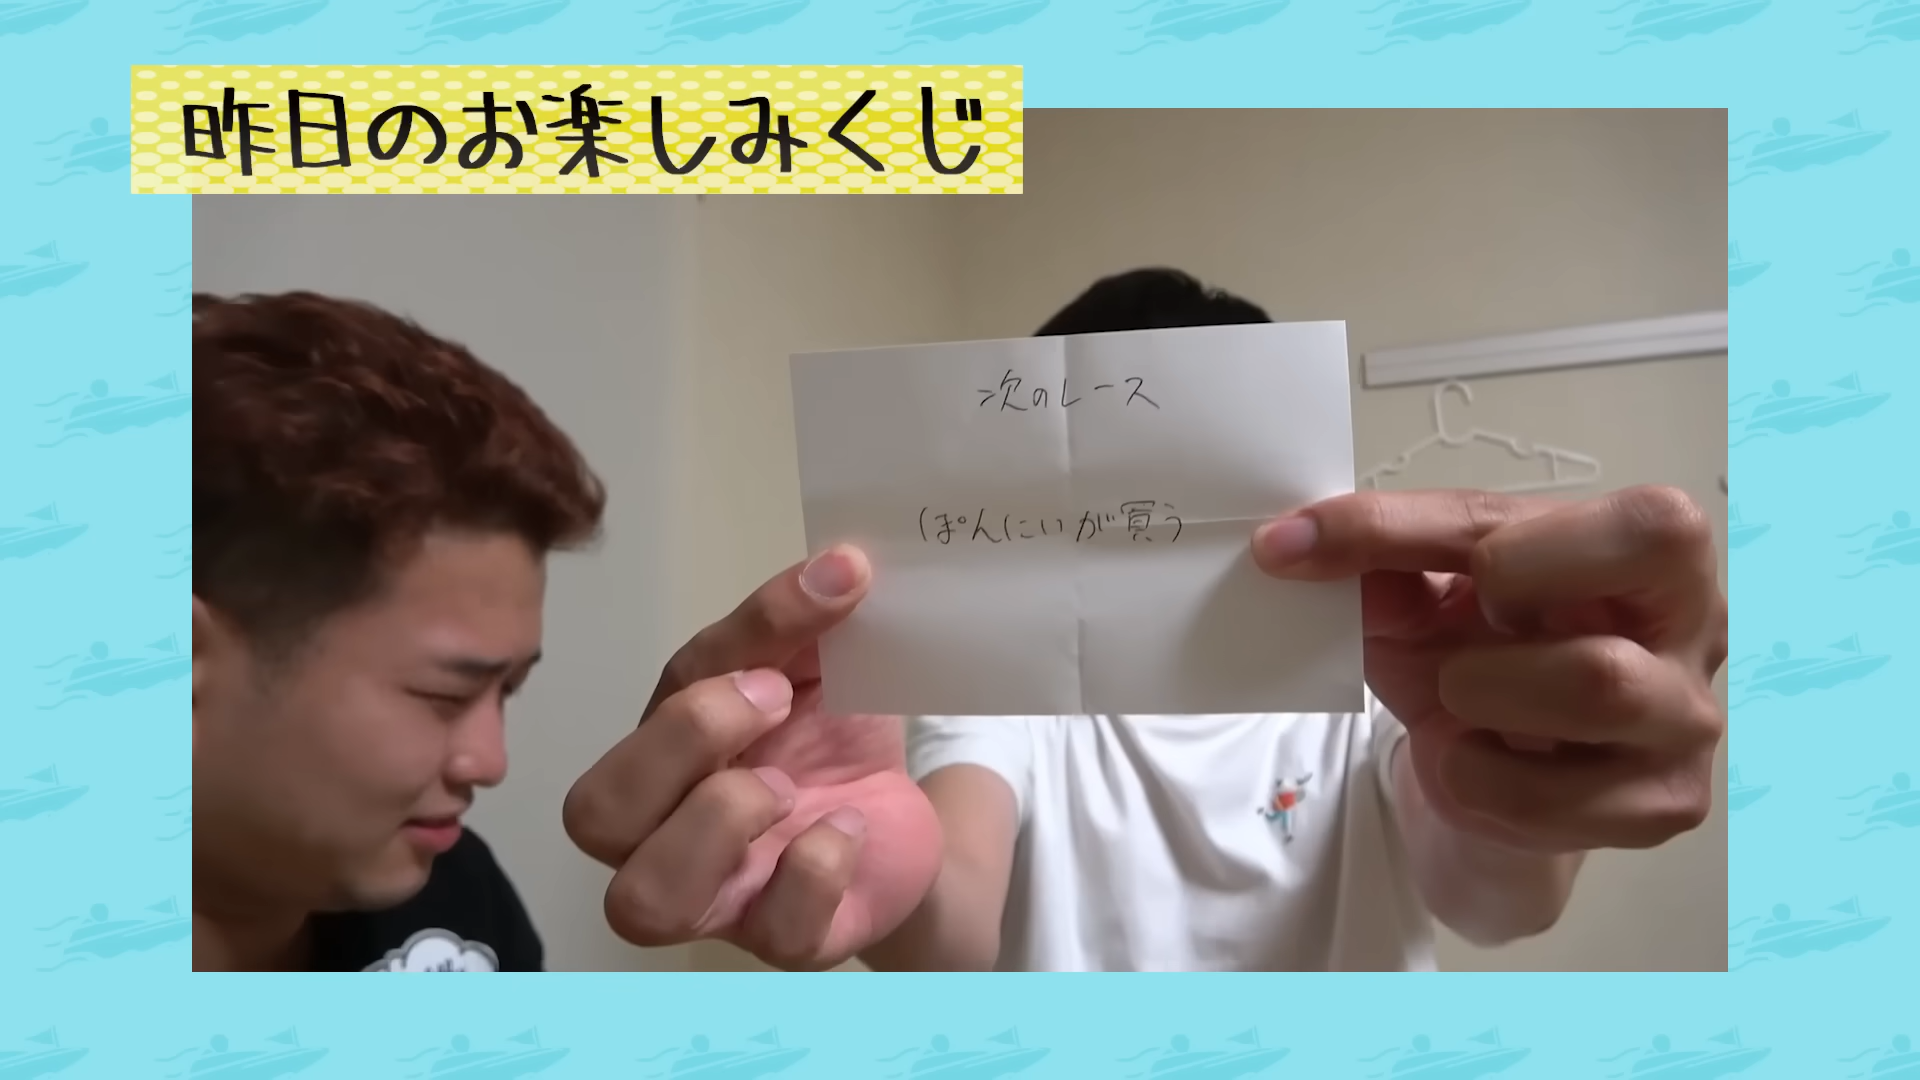 昨日のお楽しみくじ
次のレース
ぽんにいが買う